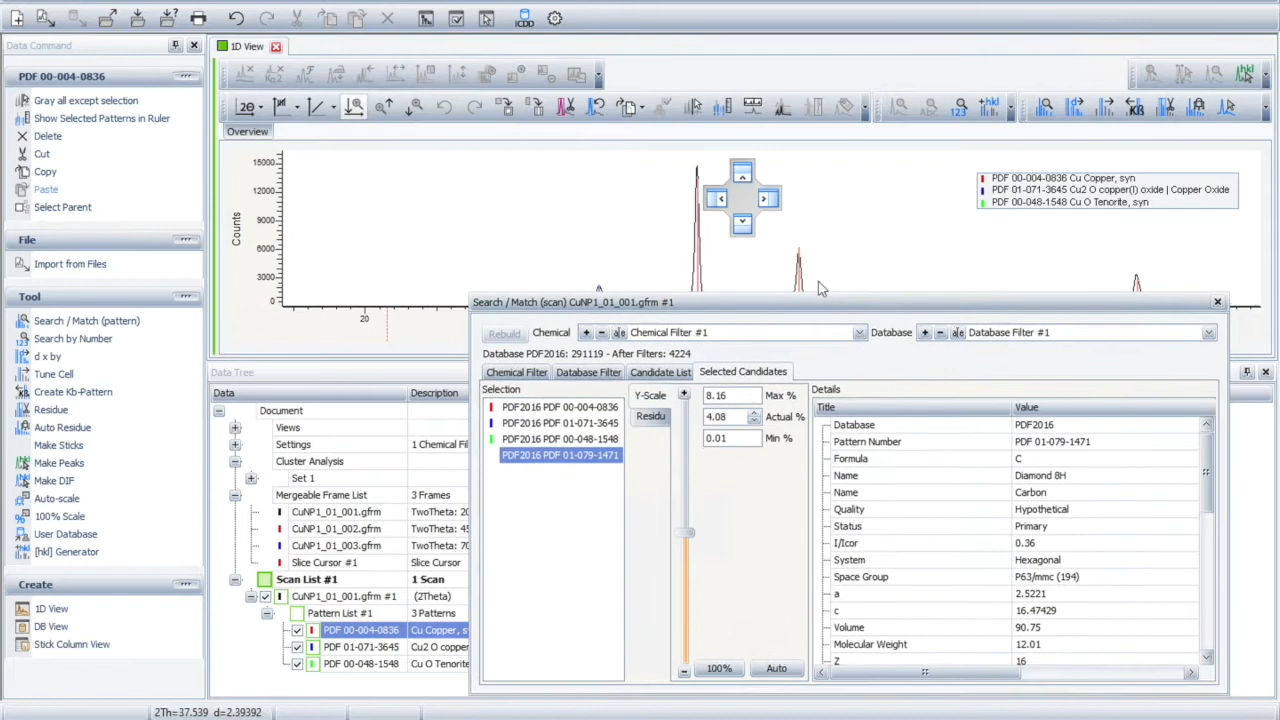 ICDD
Data Command
1D View
PDF 00-004-0836
Gray all except selection
Show Selected Patterns in Ruler
Delete
Cut
Copy
Paste
Select Parent
File
Import from Files
Tool
Search / Match (pattern)
Search by Number
d x by
Tune Cell
Create Kb-Pattern
Residue
Auto Residue
Make Sticks
Make Peaks
Make DIF
Auto-scale
100% Scale
User Database
[hkl] Generator
Create
1D View
DB View
Stick Column View
hkl
2θ
123
+hkl
Kß
Overview
Counts
15000
12000
9000
6000
3000
0
20
PDF 00-004-0836 Cu Copper, syn
PDF 01-071-3645 Cu2 O copper(I) oxide | Copper Oxide
PDF 00-048-1548 Cu O Tenorite, syn
Data Tree
Data Description
Document
Views
Settings 1 Chemical Fil
Cluster Analysis
Set 1
Mergeable Frame List 3 Frames
CuNP1_01_001.gfrm TwoTheta: 20
CuNP1_01_002.gfrm TwoTheta: 45
CuNP1_01_003.gfrm TwoTheta: 70
Slice Cursor #1 Slice Cursor
Scan List #1 1 Scan
CuNP1_01_001.gfrm #1 (2Theta)
Pattern List #1 3 Patterns
PDF 00-004-0836 Cu Copper, s
PDF 01-071-3645 Cu2 O copper
PDF 00-048-1548 Cu O Tenorite
Search / Match (scan) CuNP1_01_001.gfrm #1
Rebuild Chemical Chemical Filter #1 Database Database Filter #1
Database PDF2016: 291119 - After Filters: 4224
Chemical Filter Database Filter Candidate List Selected Candidates
Selection
PDF2016 PDF 00-004-0836
PDF2016 PDF 01-071-3645
PDF2016 PDF 00-048-1548
PDF2016 PDF 01-079-1471
Y-Scale
Residu
8.16 Max %
4.08 Actual %
0.01 Min %
100% Auto
Details
Title Value
Database PDF2016
Pattern Number PDF 01-079-1471
Formula C
Name Diamond 8H
Name Carbon
Quality Hypothetical
Status Primary
I/Icor 0.36
System Hexagonal
Space Group P63/mmc (194)
a 2.5221
c 16.47429
Volume 90.75
Molecular Weight 12.01
Z 16
2Th=37.539 d=2.39392